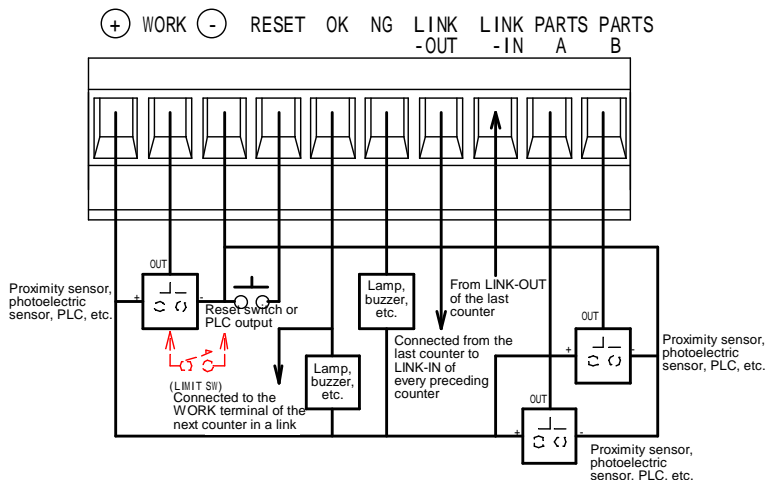 + WORK - RESET OK NG LINK LINK PARTS PARTS
-OUT -IN A B
OUT
Proximity sensor,
photoelectric
sensor, PLC, etc.
+ -
Reset switch or
PLC output
(LIMIT SW)
Connected to the
WORK terminal of the
next counter in a link
Lamp,
buzzer,
etc.
Lamp,
buzzer,
etc.
From LINK-OUT
of the last
counter
Connected from the
last counter to
LINK-IN of
every preceding
counter
OUT
+ -
Proximity sensor,
photoelectric
sensor, PLC, etc.
OUT
+ -
Proximity sensor,
photoelectric
sensor, PLC, etc.